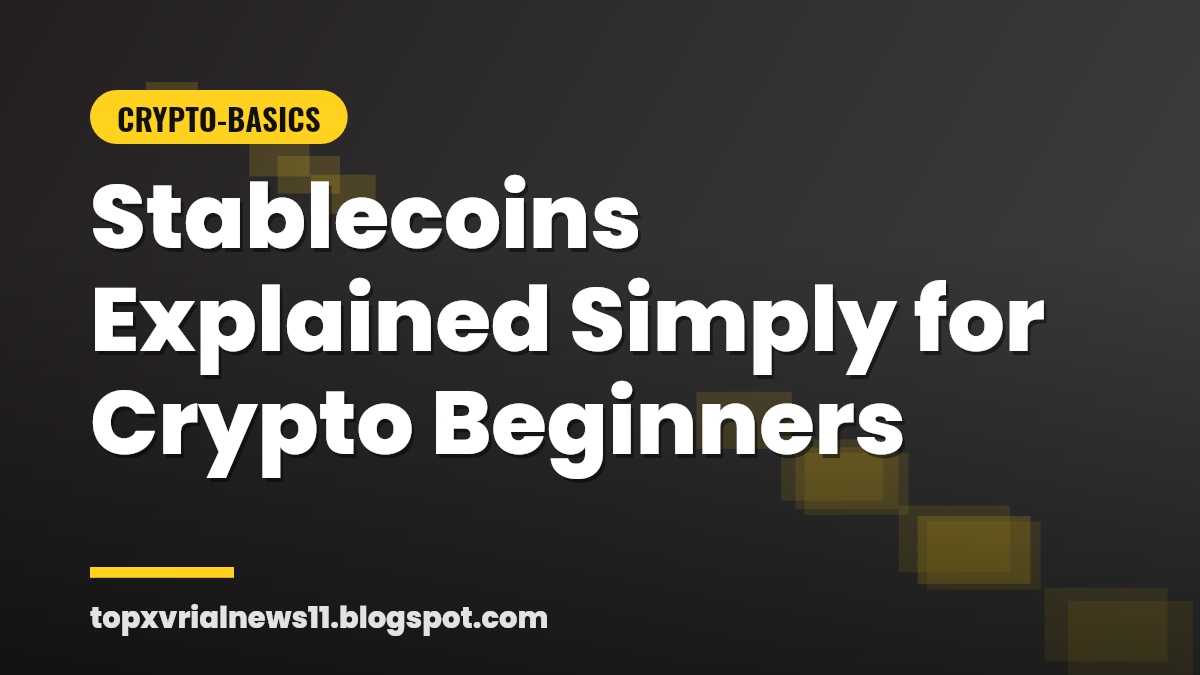 CRYPTO-BASICS
Stablecoins
Explained Simply for
Crypto Beginners
topxvrialnews11.blogspot.com